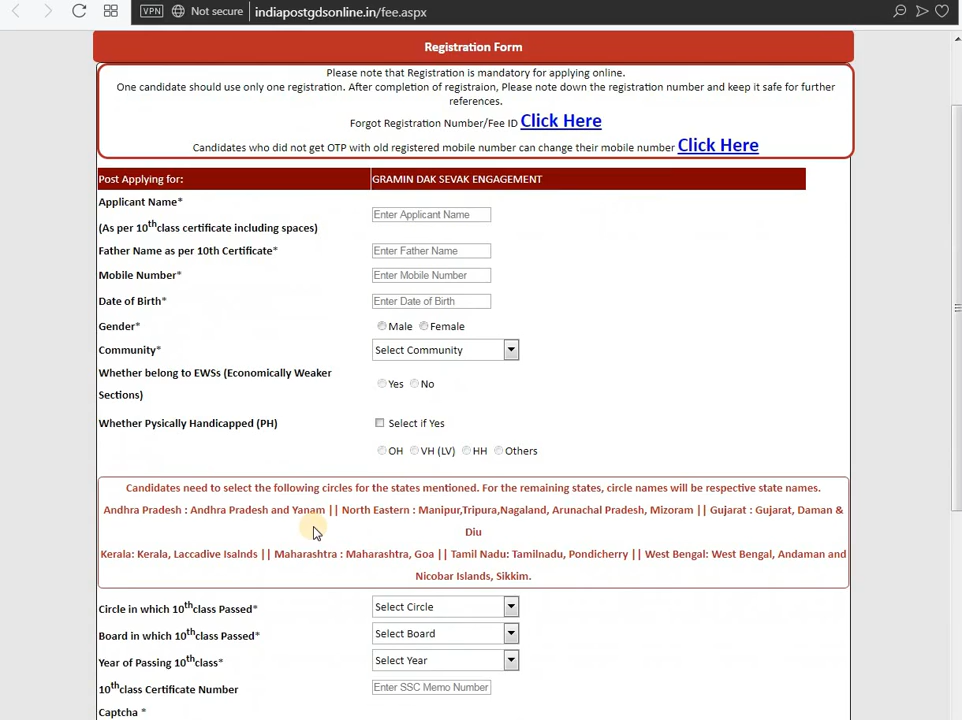 VPN Not secure indiapostgdsonline.in/fee.aspx
Registration Form
Please note that Registration is mandatory for applying online.
One candidate should use only one registration. After completion of registraion, Please note down the registration number and keep it safe for further
references.
Forgot Registration Number/Fee ID Click Here
Candidates who did not get OTP with old registered mobile number can change their mobile number Click Here
Post Applying for: GRAMIN DAK SEVAK ENGAGEMENT
Applicant Name*
(As per 10thclass certificate including spaces) Enter Applicant Name
Father Name as per 10th Certificate* Enter Father Name
Mobile Number* Enter Mobile Number
Date of Birth* Enter Date of Birth
Gender* Male Female
Community* Select Community
Whether belong to EWSs (Economically Weaker
Sections) Yes No
Whether Pysically Handicapped (PH) Select if Yes
OH VH (LV) HH Others
Candidates need to select the following circles for the states mentioned. For the remaining states, circle names will be respective state names.
Andhra Pradesh : Andhra Pradesh and Yanam || North Eastern : Manipur,Tripura,Nagaland, Arunachal Pradesh, Mizoram || Gujarat : Gujarat, Daman &
Diu
Kerala: Kerala, Laccadive Isalnds || Maharashtra : Maharashtra, Goa || Tamil Nadu: Tamilnadu, Pondicherry || West Bengal: West Bengal, Andaman and
Nicobar Islands, Sikkim.
Circle in which 10thclass Passed* Select Circle
Board in which 10thclass Passed* Select Board
Year of Passing 10thclass* Select Year
10thclass Certificate Number Enter SSC Memo Number
Captcha *